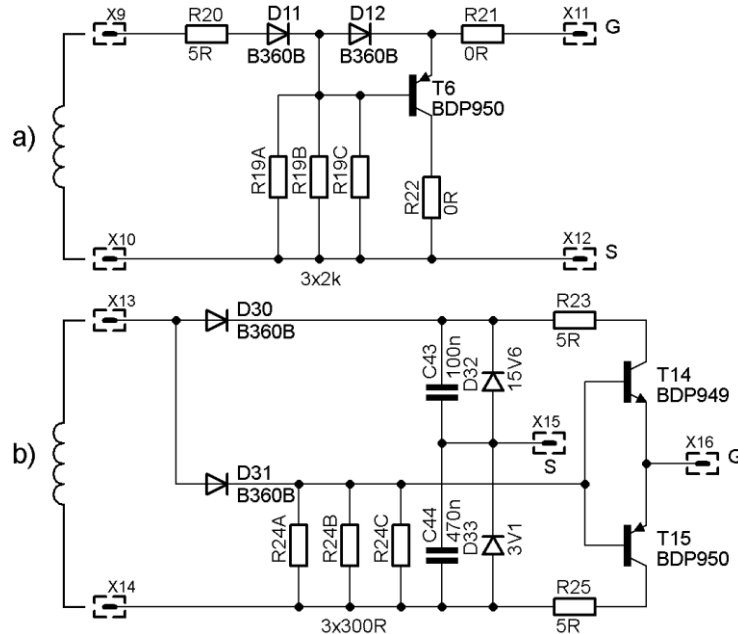 X9
R20
5R
D11
B360B
D12
B360B
R21
0R
X11
G
T6
BDP950
a)
R19A
R19B
R19C
R22
0R
X10
3x2k
X12
S
X13
D30
B360B
R23
5R
C43
100n
D32
15V6
T14
BDP949
X15
S
X16
G
b)
D31
B360B
R24A
R24B
R24C
C44
470n
D33
3V1
T15
BDP950
X14
3x300R
R25
5R